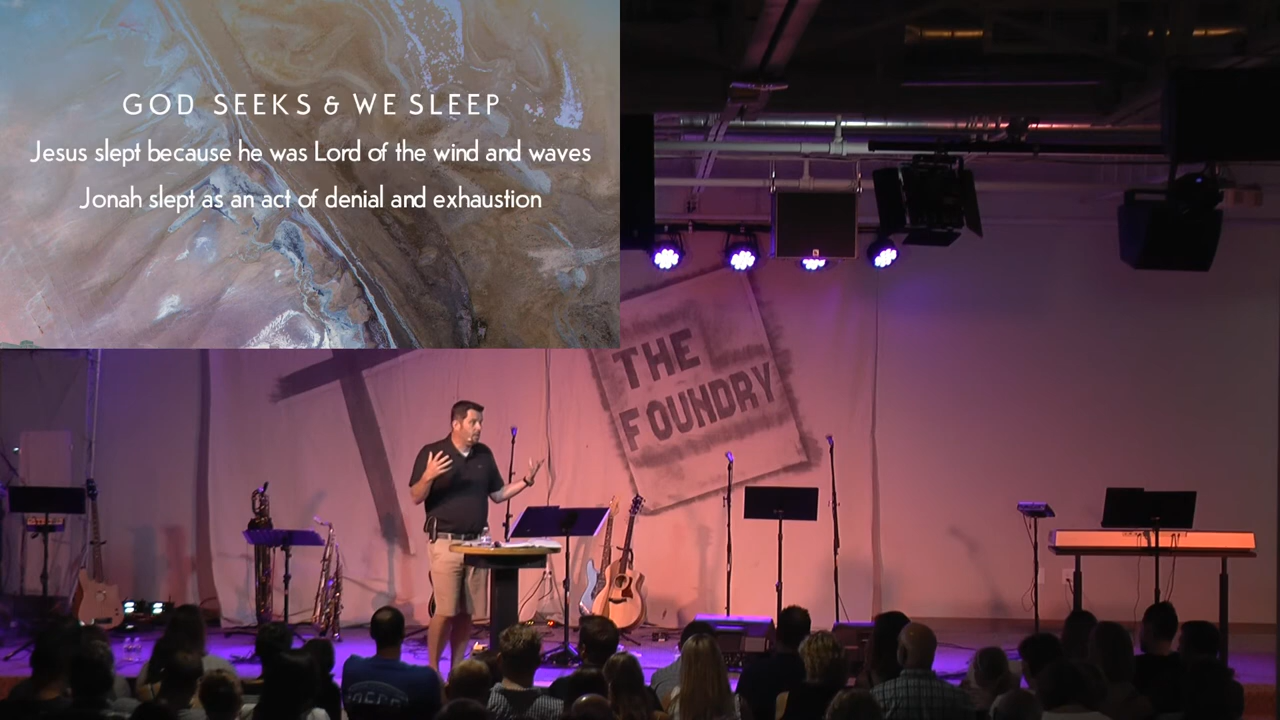 GOD SEEKS & WE SLEEP
Jesus slept because he was Lord of the wind and waves
Jonah slept as an act of denial and exhaustion
THE
FOUNDRY